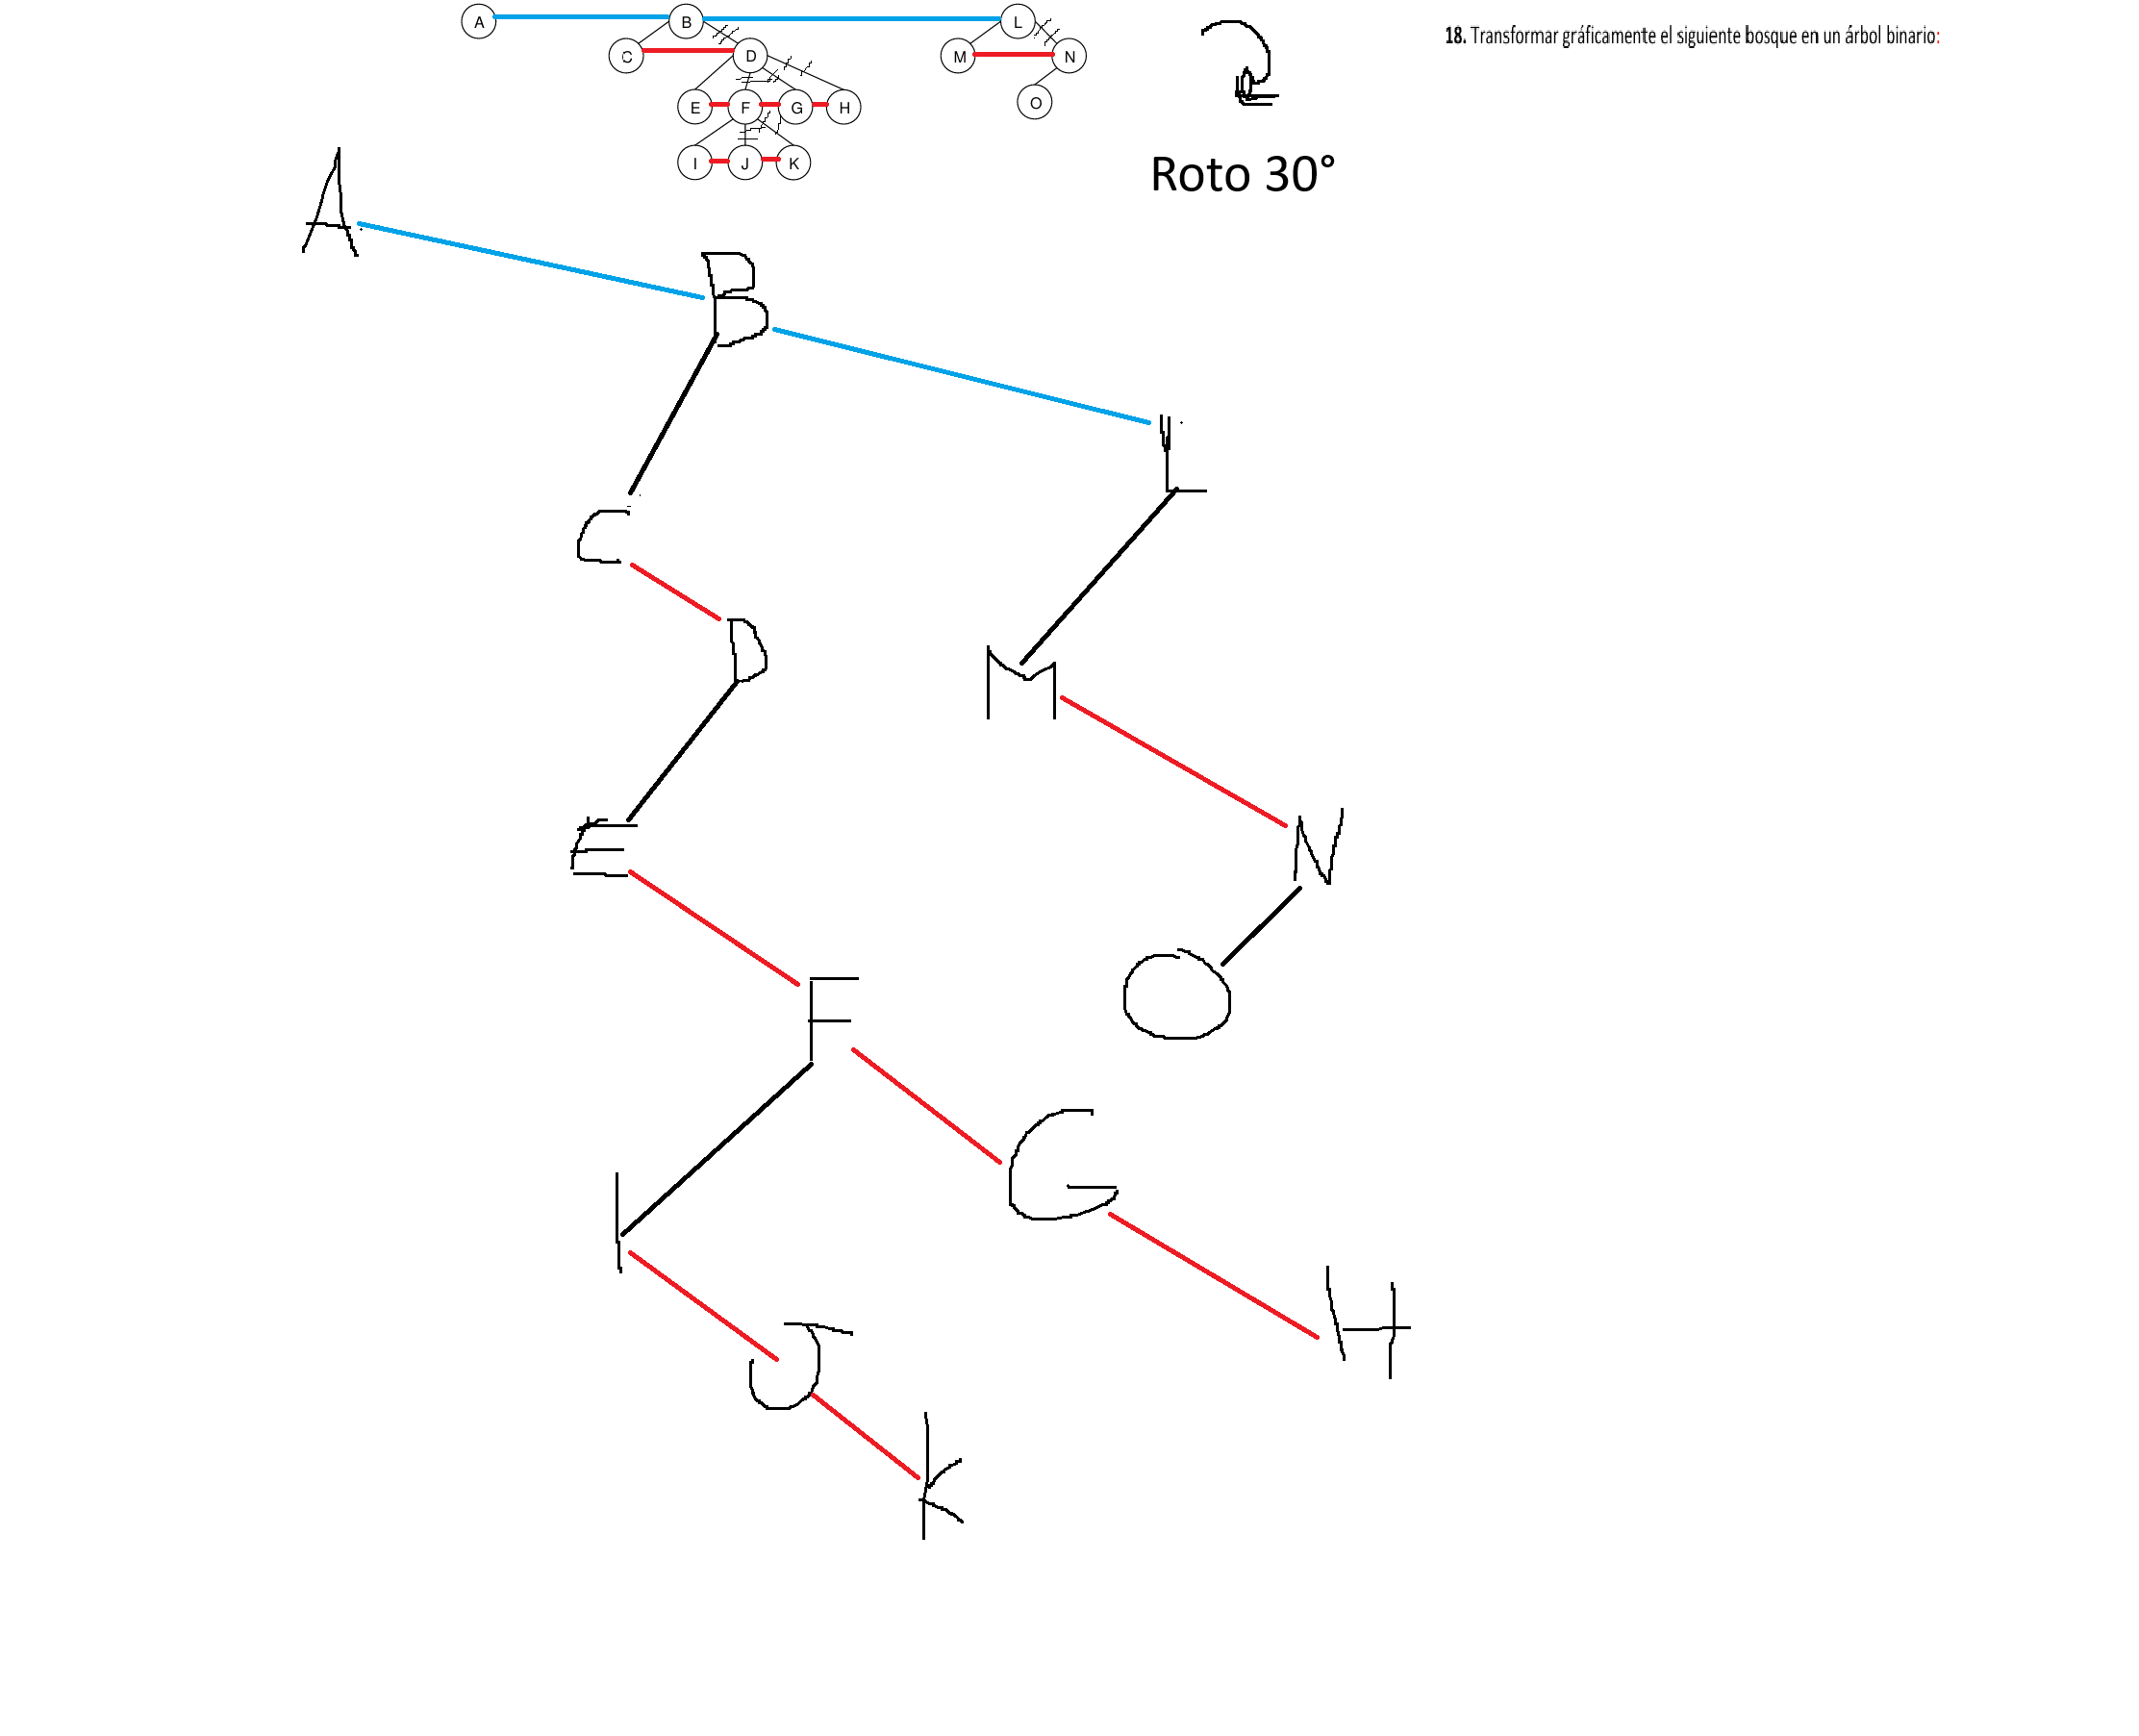 A B L
18. Transformar gráficamente el siguiente bosque en un árbol binario:
C D M N
E F G H O
I J K
Roto 30°
A
B
L
C
D
M
E
N
F
O
G
I
H
J
K